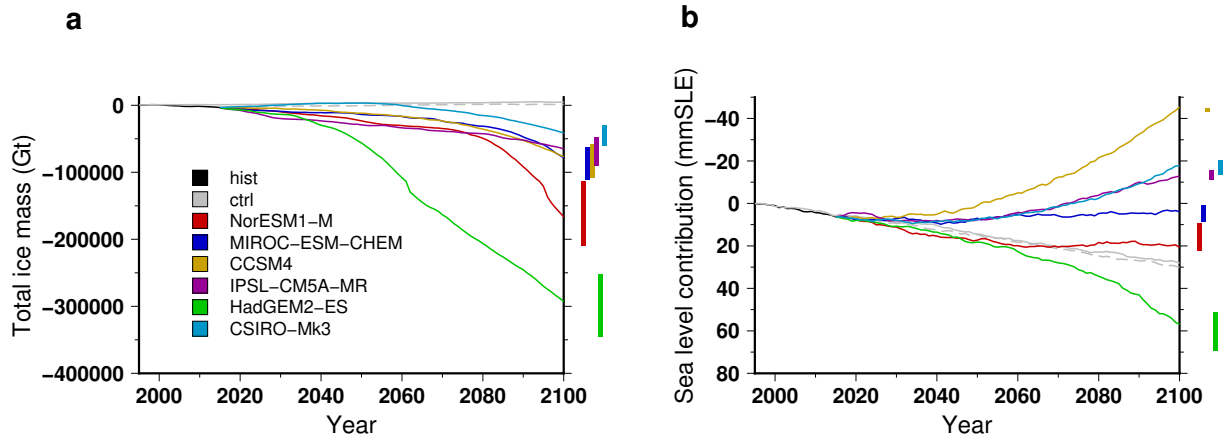 a
Total ice mass (Gt)
0
−100000
−200000
−300000
−400000
hist
ctrl
NorESM1−M
MIROC−ESM−CHEM
CCSM4
IPSL−CM5A−MR
HadGEM2−ES
CSIRO−Mk3
2000 2020 2040 2060 2080 2100
Year
b
Sea level contribution (mmSLE)
−40
−20
0
20
40
60
80
2000 2020 2040 2060 2080 2100
Year